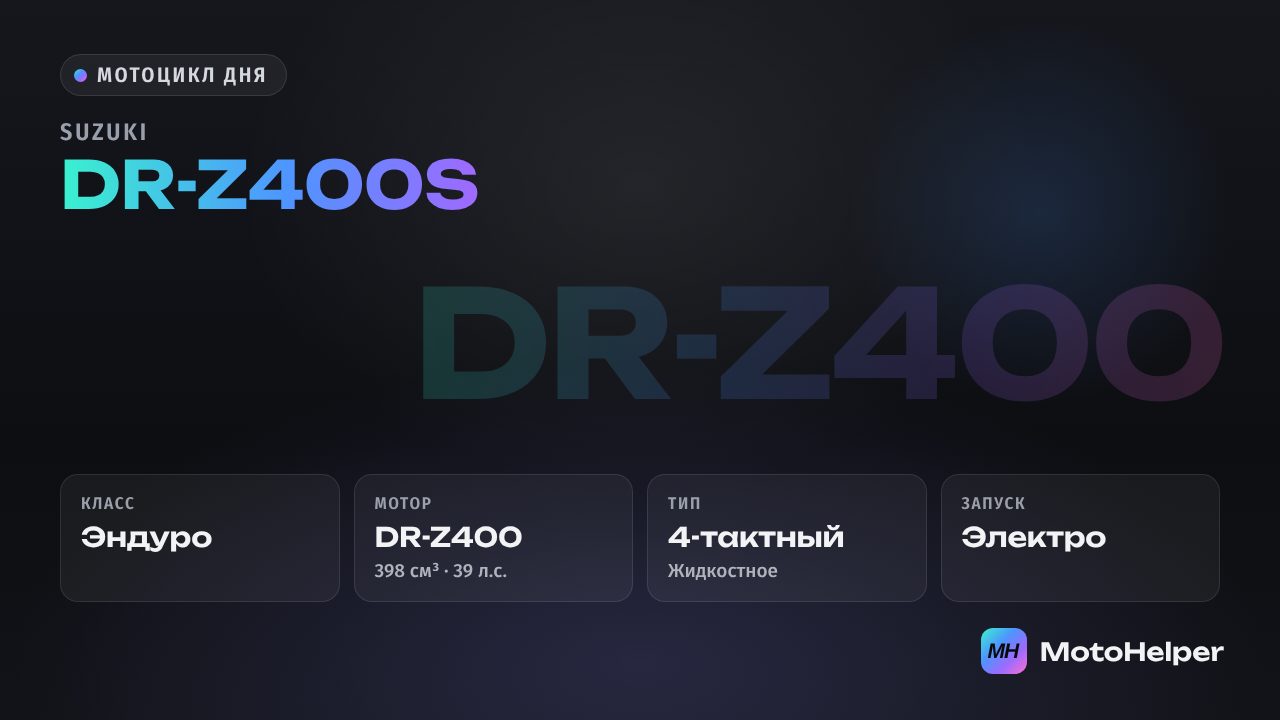 МОТОЦИКЛ ДНЯ
SUZUKI
DR-Z400S
DR-Z400
КЛАСС
Эндуро
МОТОР
DR-Z400
398 см³ · 39 л.с.
ТИП
4-тактный
Жидкостное
ЗАПУСК
Электро
MH MotoHelper